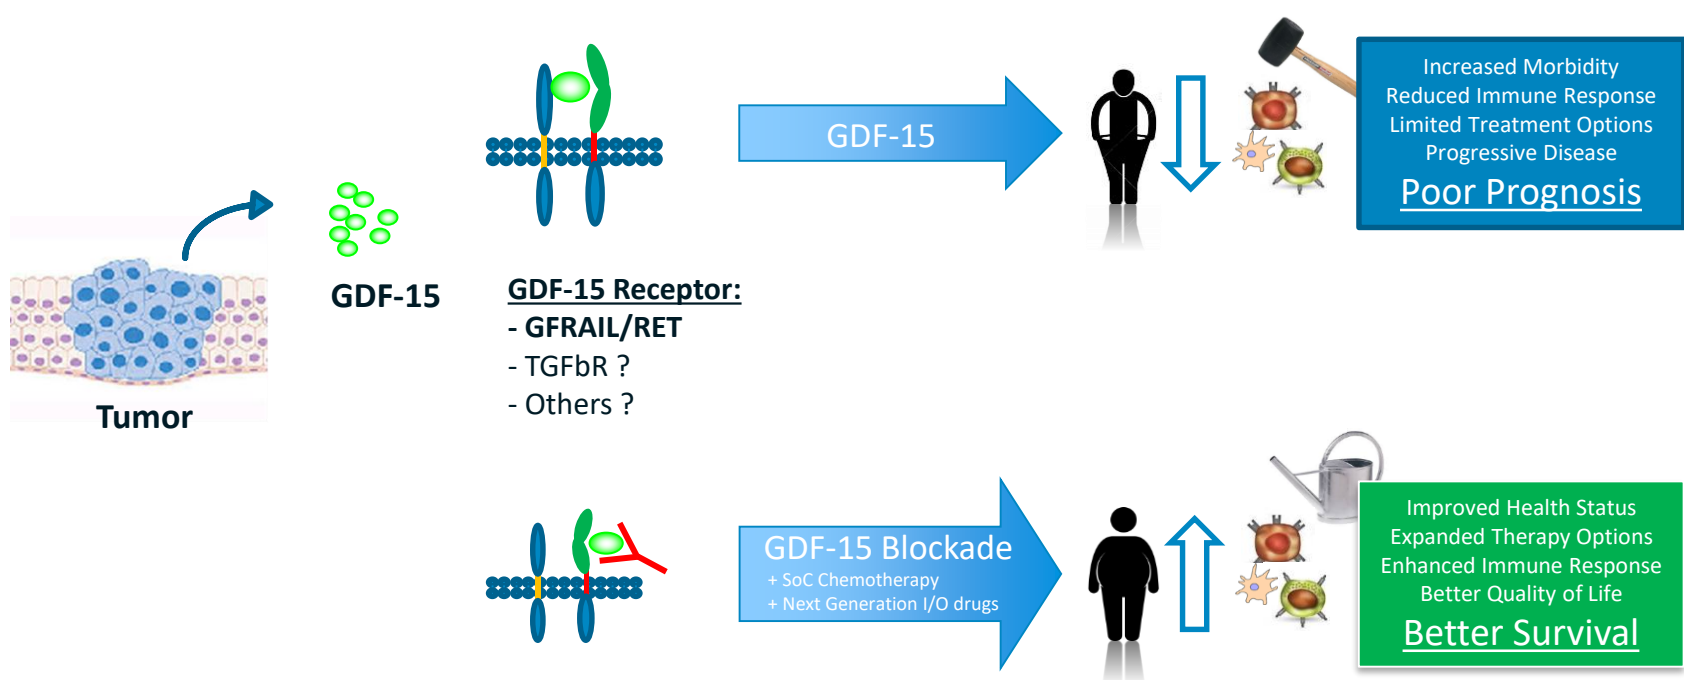 Tumor
GDF-15
GDF-15 Receptor:
- GFRAIL/RET
- TGFbR ?
- Others ?
GDF-15
Increased Morbidity
Reduced Immune Response
Limited Treatment Options
Progressive Disease
Poor Prognosis
GDF-15 Blockade
+ SoC Chemotherapy
+ Next Generation I/O drugs
Improved Health Status
Expanded Therapy Options
Enhanced Immune Response
Better Quality of Life
Better Survival